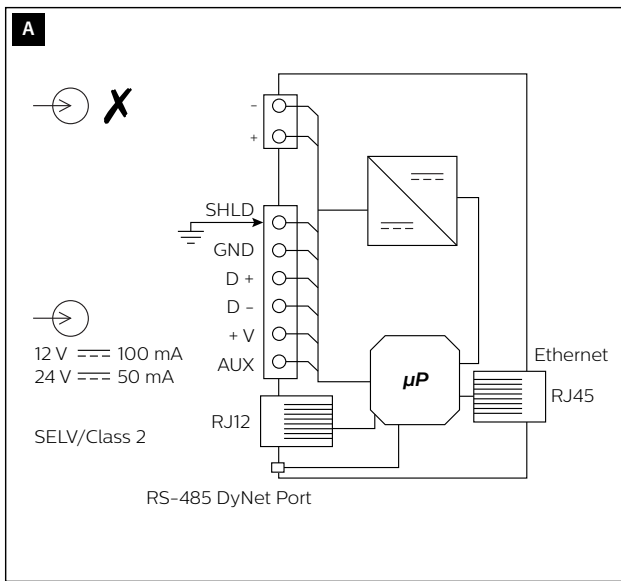 A
✗
-
+
SHLD
GND
D +
D -
+ V
AUX
12 V ⎓ 100 mA
24 V ⎓ 50 mA
SELV/Class 2
µP
Ethernet
RJ45
RJ12
RS-485 DyNet Port